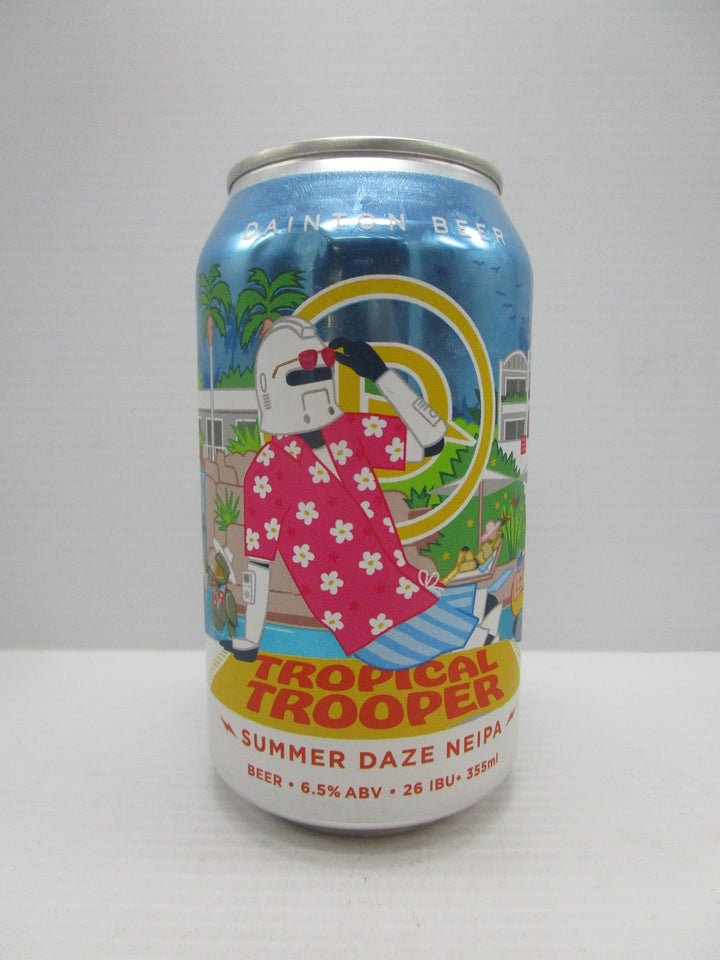 DAINTON BEER
D
TROPICAL
TROOPER
SUMMER DAZE NEIPA
BEER • 6.5% ABV • 26 IBU • 355ml